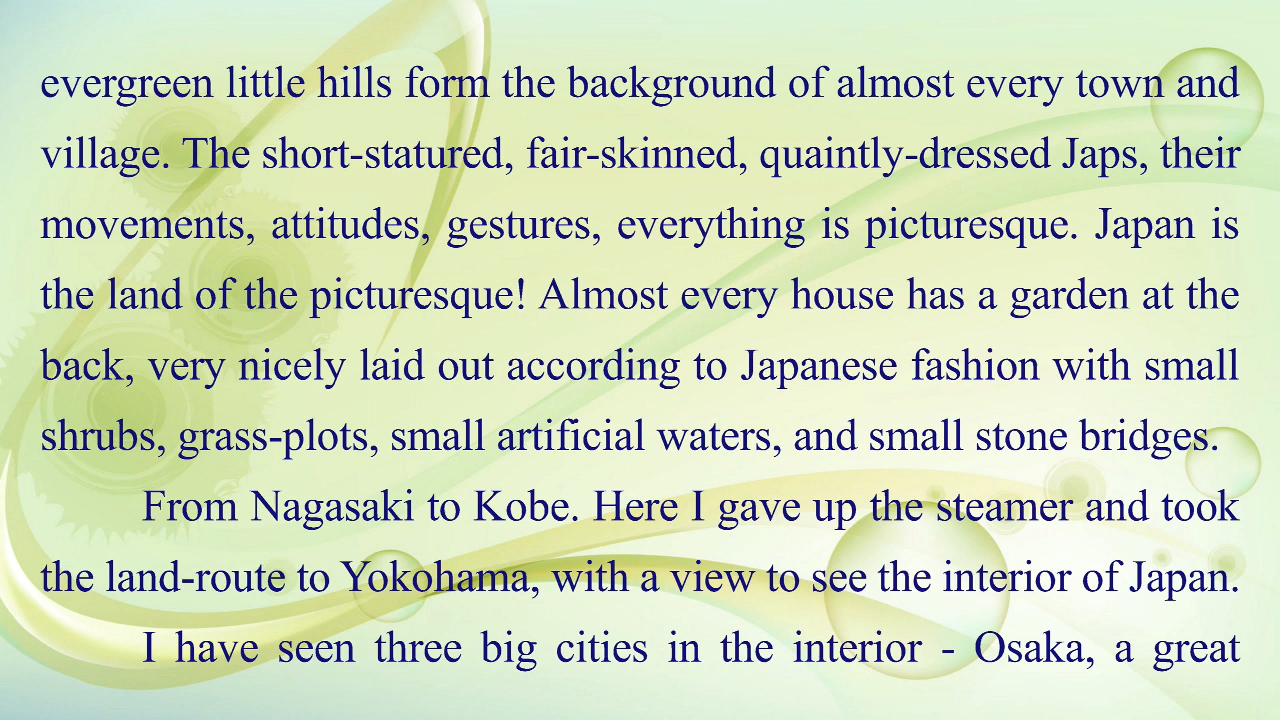 evergreen little hills form the background of almost every town and
village. The short-statured, fair-skinned, quaintly-dressed Japs, their
movements, attitudes, gestures, everything is picturesque. Japan is
the land of the picturesque! Almost every house has a garden at the
back, very nicely laid out according to Japanese fashion with small
shrubs, grass-plots, small artificial waters, and small stone bridges.
From Nagasaki to Kobe. Here I gave up the steamer and took
the land-route to Yokohama, with a view to see the interior of Japan.
I have seen three big cities in the interior - Osaka, a great